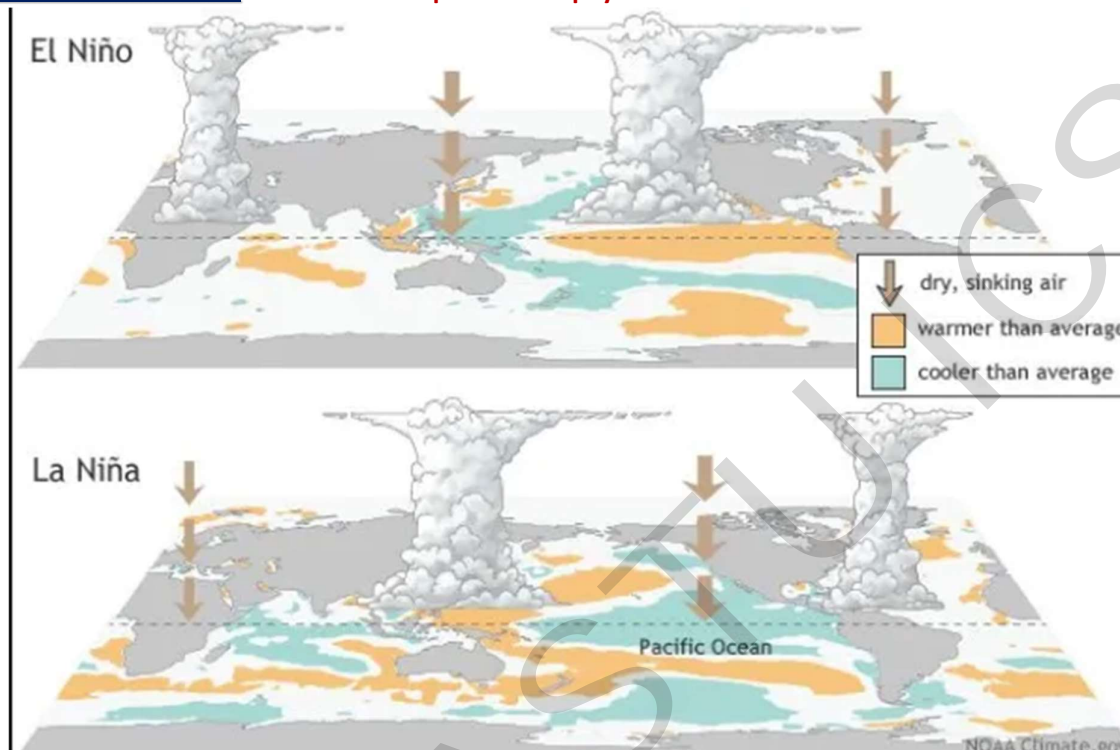 El Niño
dry, sinking air
warmer than average
cooler than average
La Niña
Pacific Ocean
NOAA Climate.gov